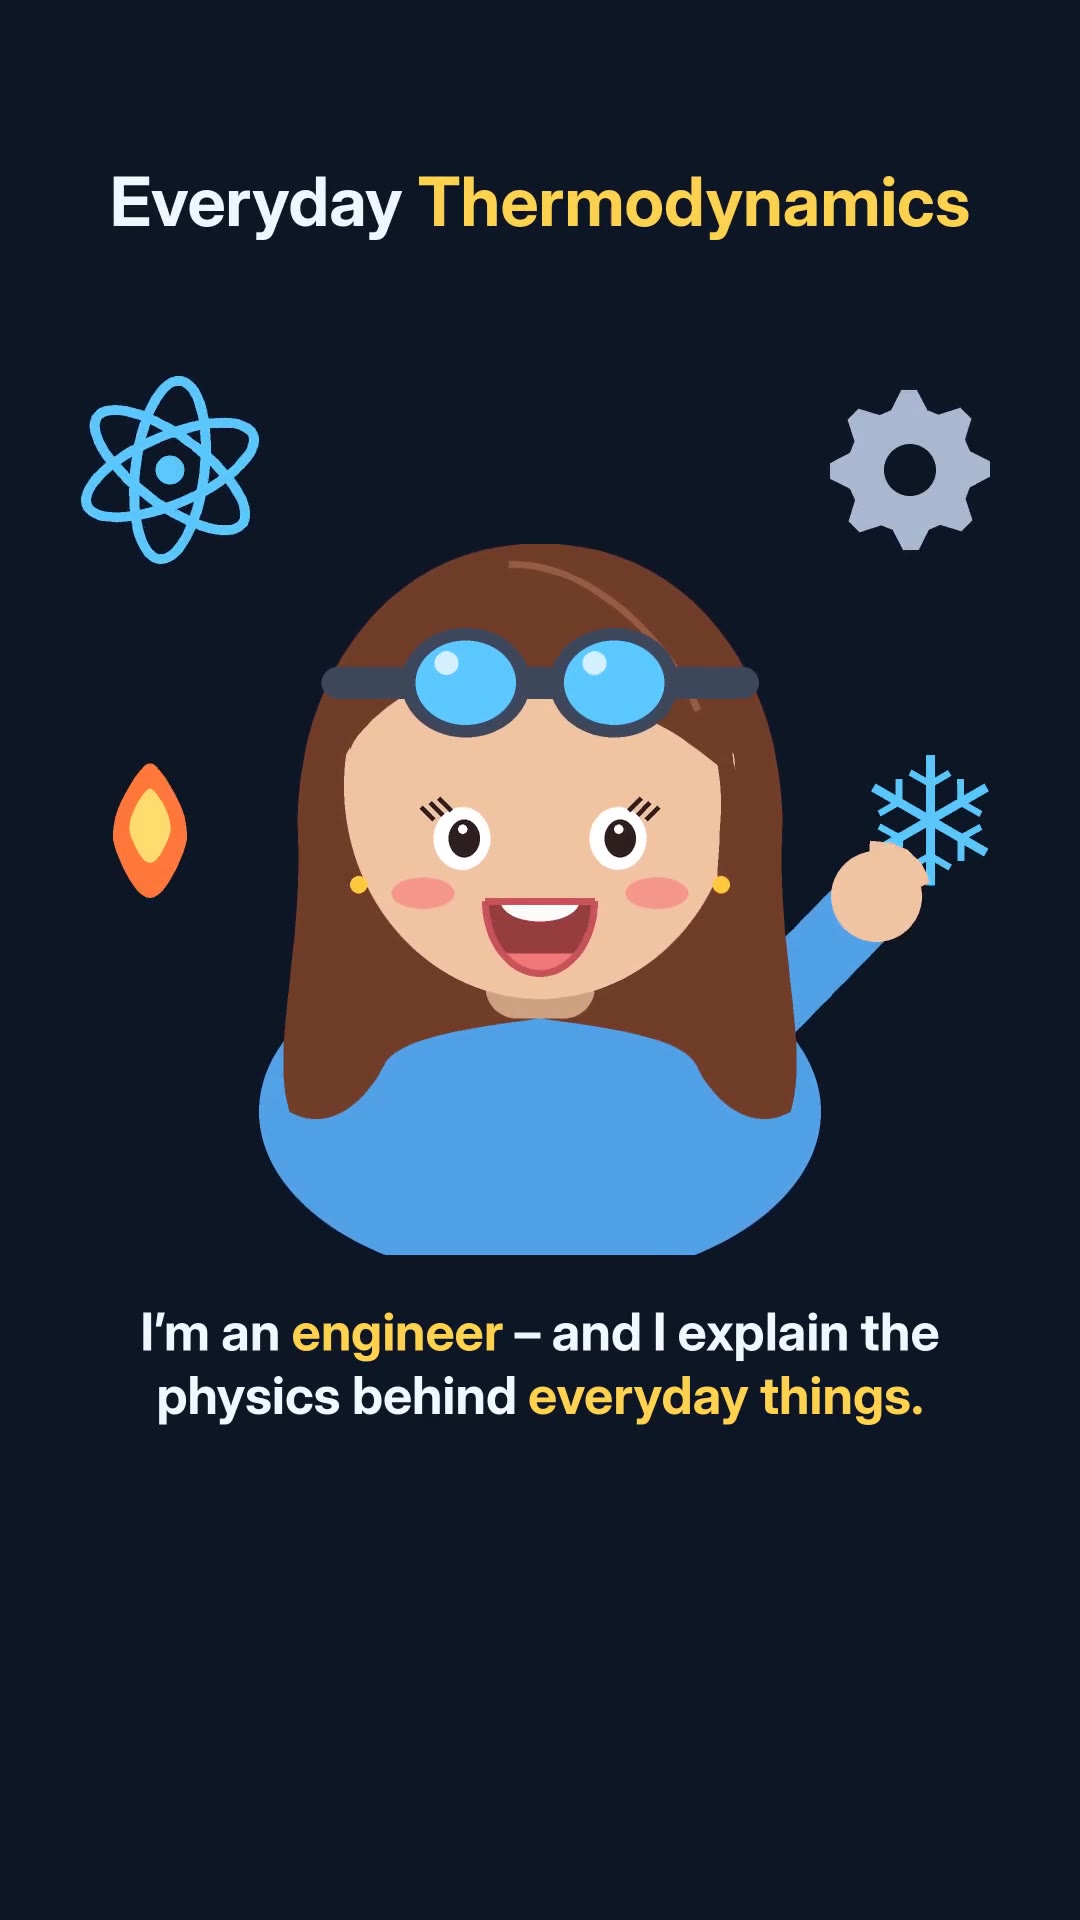 Everyday Thermodynamics
I'm an engineer – and I explain the
physics behind everyday things.